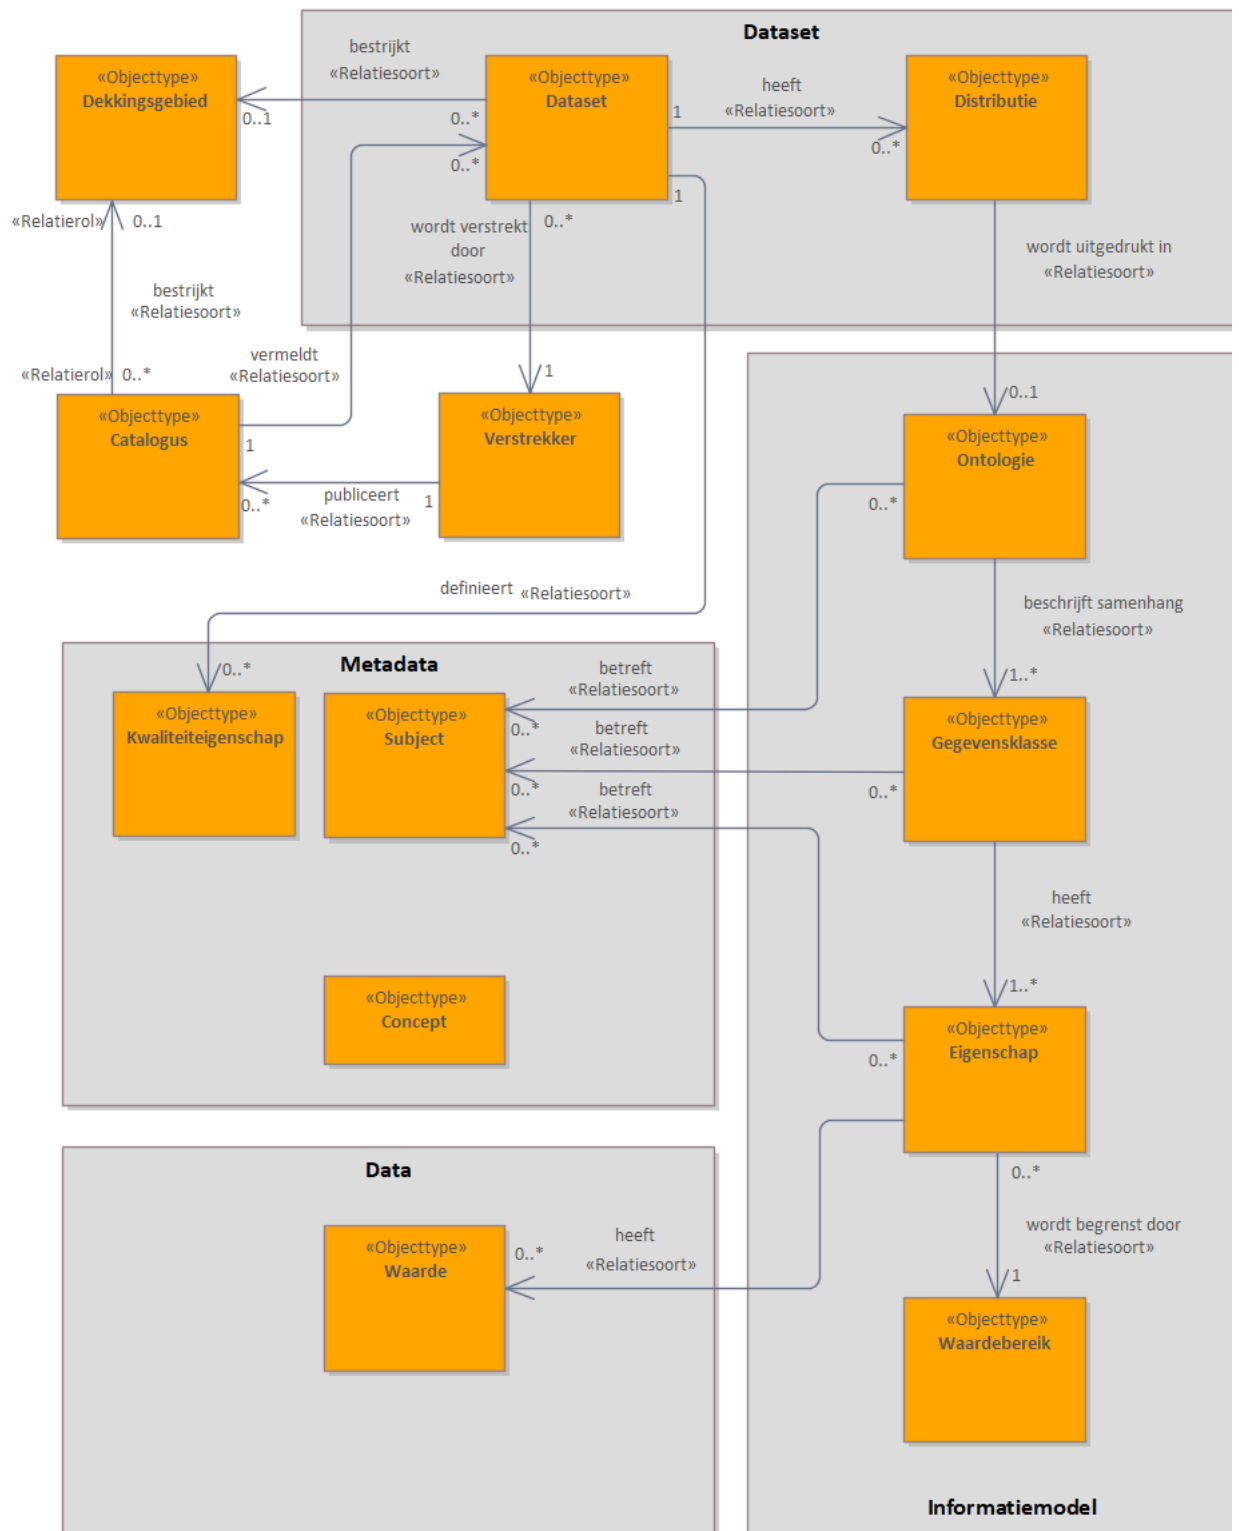 Dataset
bestrijkt
«Relatiesoort»
«Objecttype»
Dekkingsgebied
«Objecttype»
Dataset
heeft
«Relatiesoort»
«Objecttype»
Distributie
0..1
0..*
1
0..*
0..*
1
«Relatierol»
0..1
wordt verstrekt
door
«Relatiesoort»
0..*
wordt uitgedrukt in
«Relatiesoort»
bestrijkt
«Relatiesoort»
vermeldt
«Relatiesoort»
«Relatierol»
0..*
1
0..1
«Objecttype»
Catalogus
1
«Objecttype»
Verstrekker
«Objecttype»
Ontologie
0..*
publiceert
«Relatiesoort»
1
0..*
definieert
«Relatiesoort»
beschrijft samenhang
«Relatiesoort»
Metadata
0..*
betreft
«Relatiesoort»
1..*
«Objecttype»
Kwaliteiteigenschap
«Objecttype»
Subject
0..*
betreft
«Relatiesoort»
«Objecttype»
Gegevensklasse
0..*
betreft
«Relatiesoort»
0..*
0..*
heeft
«Relatiesoort»
«Objecttype»
Concept
1..*
«Objecttype»
Eigenschap
0..*
Data
0..*
«Objecttype»
Waarde
0..*
heeft
«Relatiesoort»
wordt begrenst door
«Relatiesoort»
1
«Objecttype»
Waardebereik
Informatiemodel